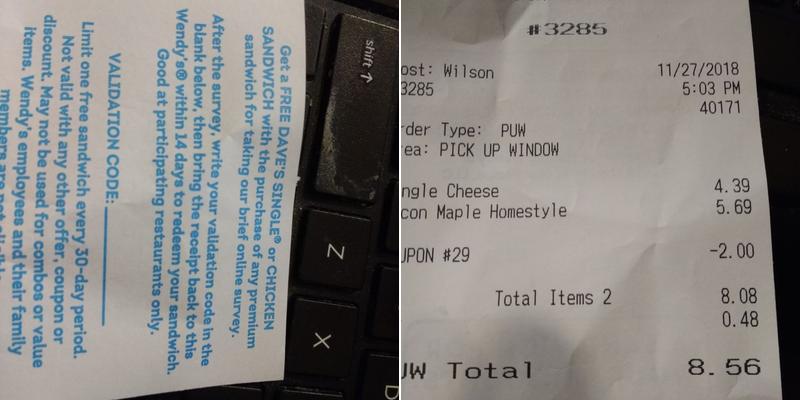 Get a FREE DAVE'S SINGLE® or CHICKEN
SANDWICH with the purchase of any premium
sandwich for taking our brief online survey.
After the survey, write your validation code in the
blank below, then bring the receipt back to this
Wendy's® within 14 days to redeem your sandwich.
Good at participating restaurants only.
VALIDATION CODE:
Limit one free sandwich every 30-day period.
Not valid with any other offer, coupon or
discount. May not be used for combos or value
items. Wendy's employees and their family
members are not
shift ↑
Z
X
D
#3285
ost: Wilson 11/27/2018
3285 5:03 PM
40171
rder Type: PUW
ea: PICK UP WINDOW
ngle Cheese 4.39
con Maple Homestyle 5.69
UPON #29 -2.00
Total Items 2 8.08
0.48
UW Total 8.56